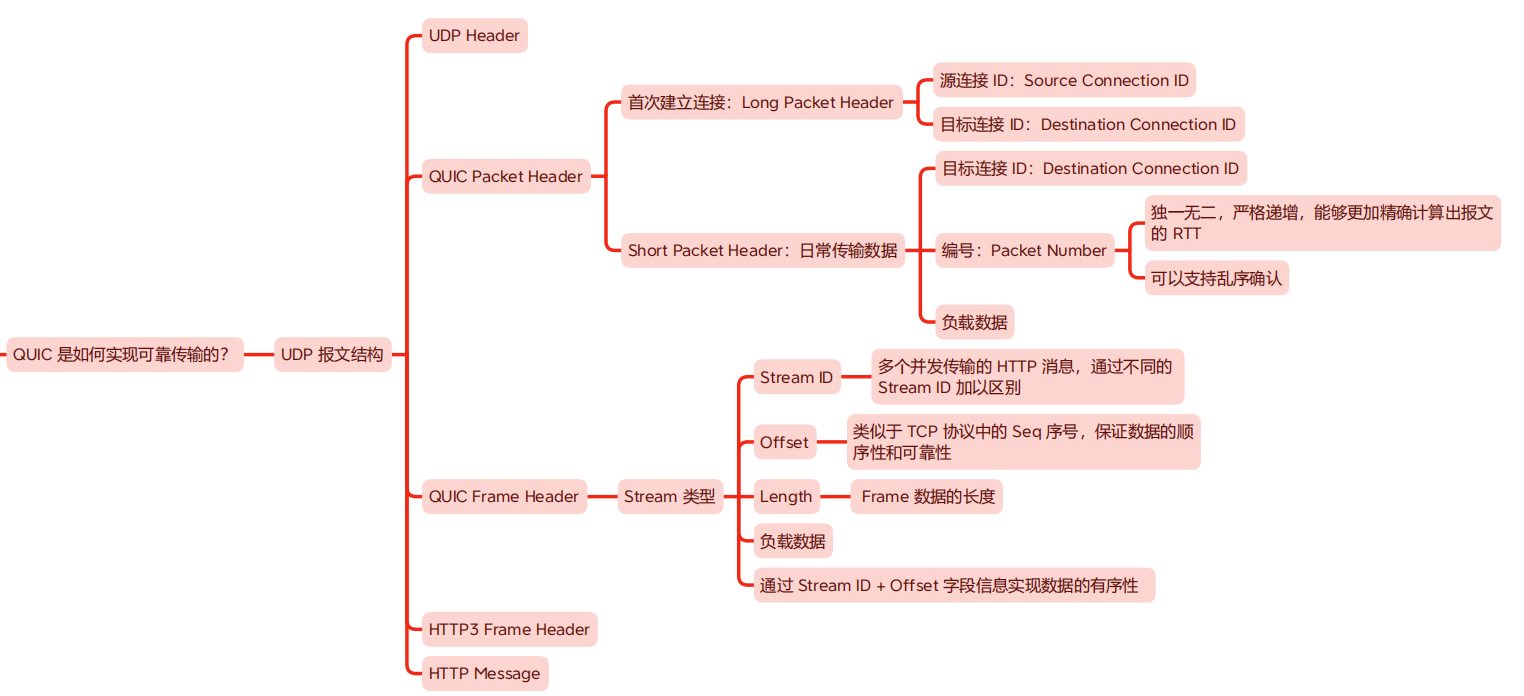 QUIC 是如何实现可靠传输的？
UDP 报文结构
UDP Header
QUIC Packet Header
首次建立连接：Long Packet Header
源连接 ID：Source Connection ID
目标连接 ID：Destination Connection ID
Short Packet Header：日常传输数据
目标连接 ID：Destination Connection ID
编号：Packet Number
独一无二，严格递增，能够更加精确计算出报文
的 RTT
可以支持乱序确认
负载数据
QUIC Frame Header
Stream 类型
Stream ID
多个并发传输的 HTTP 消息，通过不同的
Stream ID 加以区别
Offset
类似于 TCP 协议中的 Seq 序号，保证数据的顺
序性和可靠性
Length
Frame 数据的长度
负载数据
通过 Stream ID + Offset 字段信息实现数据的有序性
HTTP3 Frame Header
HTTP Message